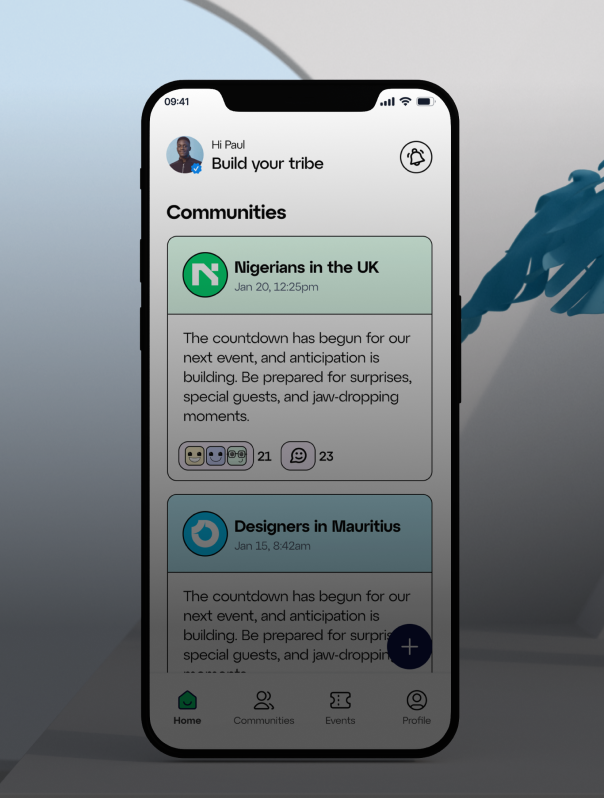 09:41
Hi Paul
Build your tribe
Communities
Nigerians in the UK
Jan 20, 12:25pm
The countdown has begun for our
next event, and anticipation is
building. Be prepared for surprises,
special guests, and jaw-dropping
moments.
21 23
Designers in Mauritius
Jan 15, 8:42am
The countdown has begun for our
next event, and anticipation is
building. Be prepared for surpris
special guests, and jaw-droppin
Home Communities Events Profile